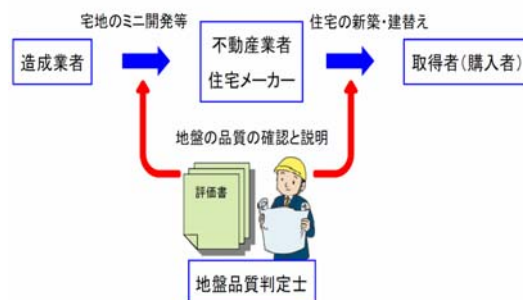 宅地のミニ開発等
住宅の新築・建替え
造成業者
不動産業者
住宅メーカー
取得者(購入者)
地盤の品質の確認と説明
評価書
地盤品質判定士